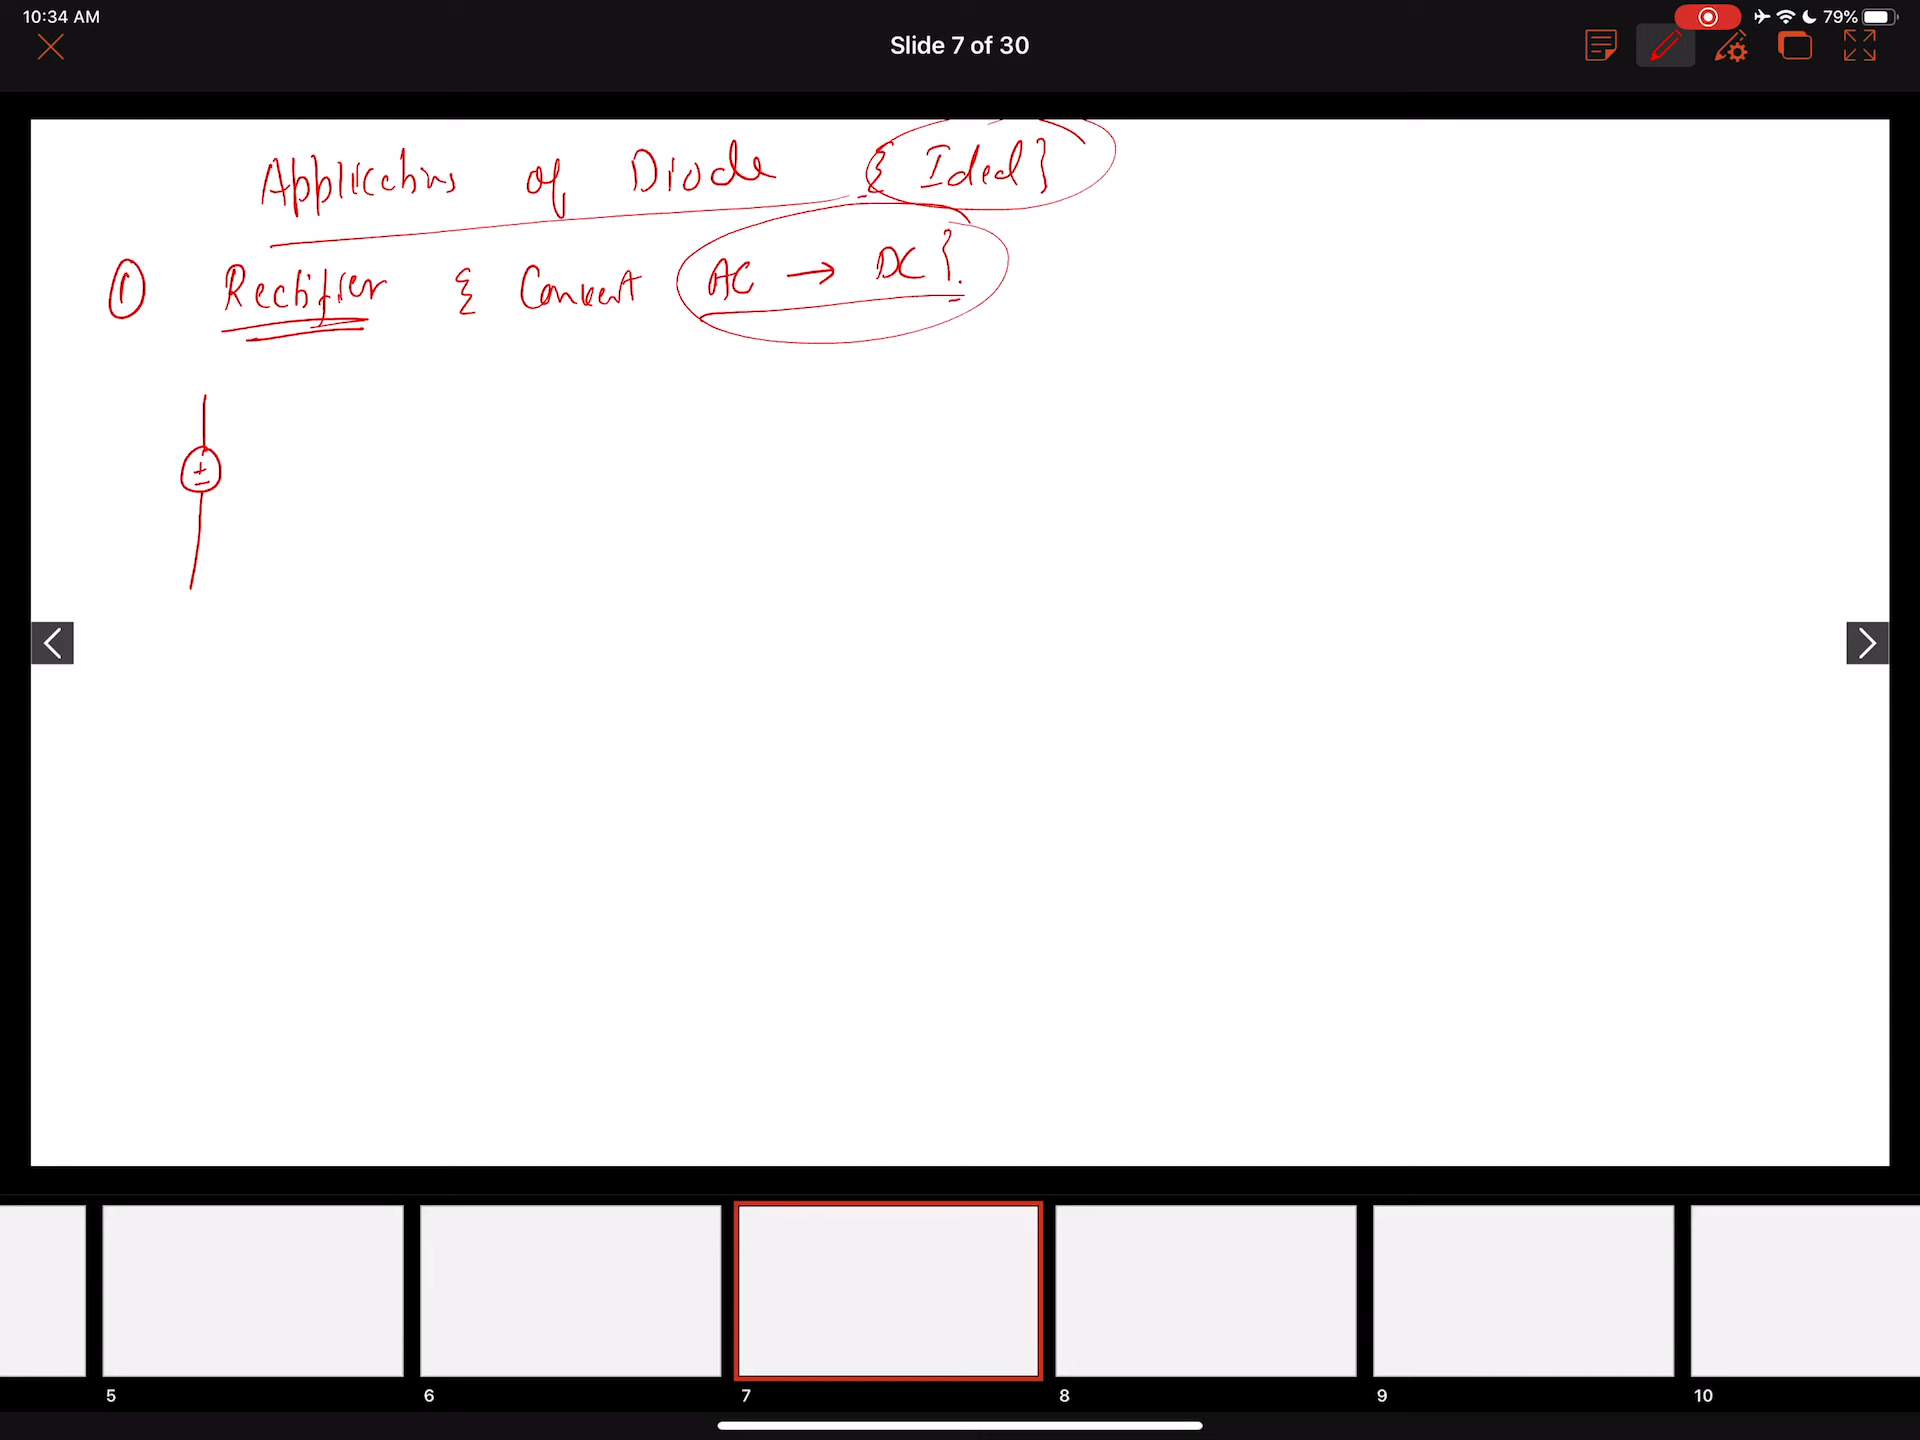 10:34 AM
79%
Slide 7 of 30
Applications of Diode { Ideal }
① Rectifier { Convert AC → DC }.
+
−
5
6
7
8
9
10